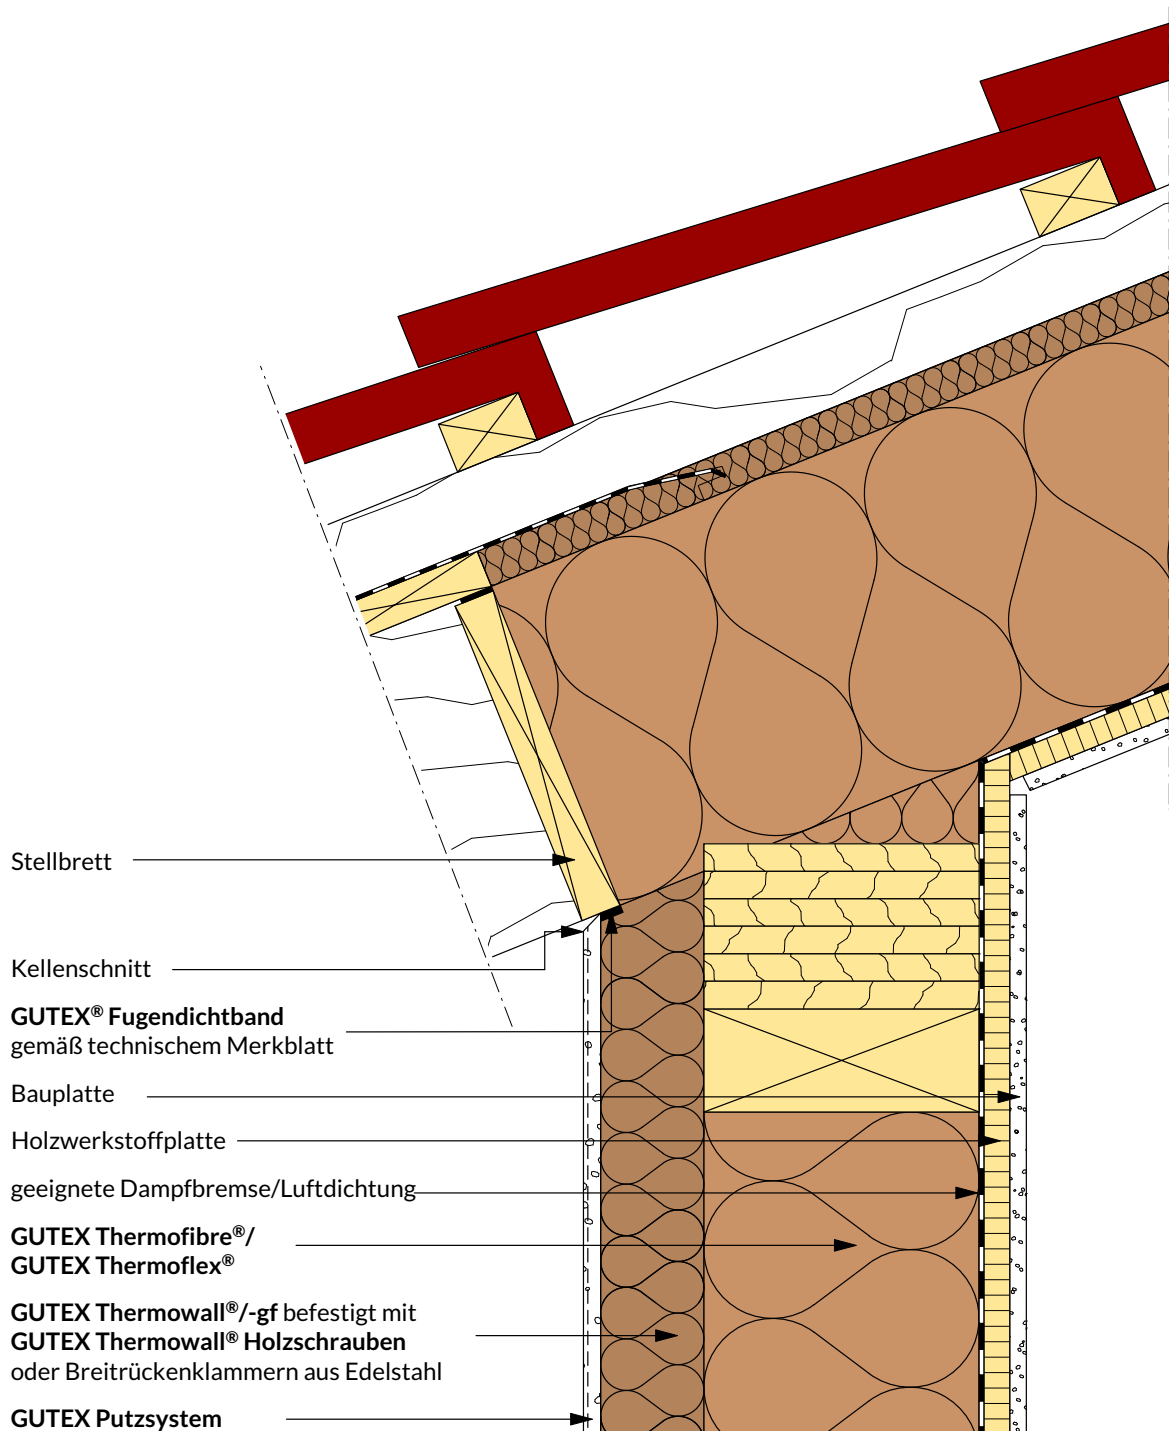 Stellbrett
Kellenschnitt
GUTEX® Fugendichtband
gemäß technischem Merkblatt
Bauplatte
Holzwerkstoffplatte
geeignete Dampfbremse/Luftdichtung
GUTEX Thermofibre®/
GUTEX Thermoflex®
GUTEX Thermowall®/-gf befestigt mit
GUTEX Thermowall® Holzschrauben
oder Breitrückenklammern aus Edelstahl
GUTEX Putzsystem